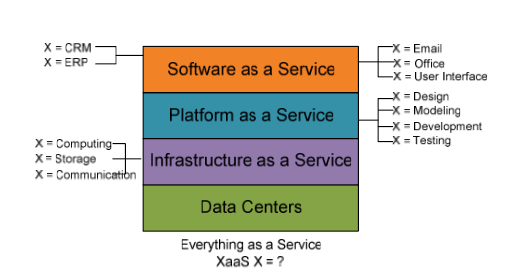 X = CRM
X = ERP
Software as a Service
X = Email
X = Office
X = User Interface
Platform as a Service
X = Design
X = Modeling
X = Development
X = Testing
X = Computing
X = Storage
X = Communication
Infrastructure as a Service
Data Centers
Everything as a Service
XaaS X = ?